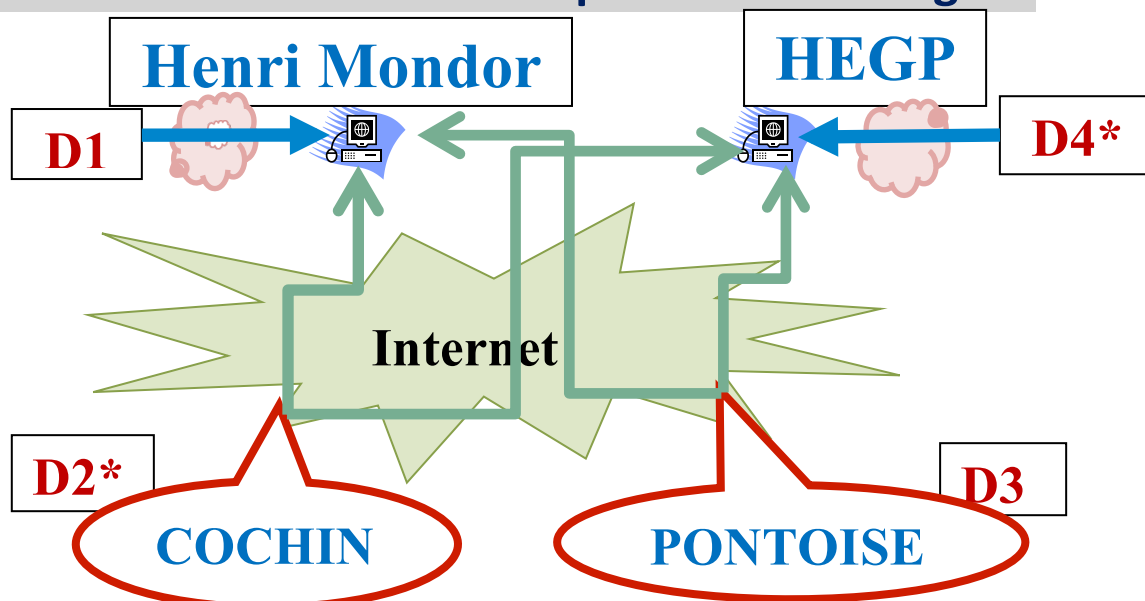 Henri Mondor
HEGP
D1
D4*
Internet
D2*
D3
COCHIN
PONTOISE